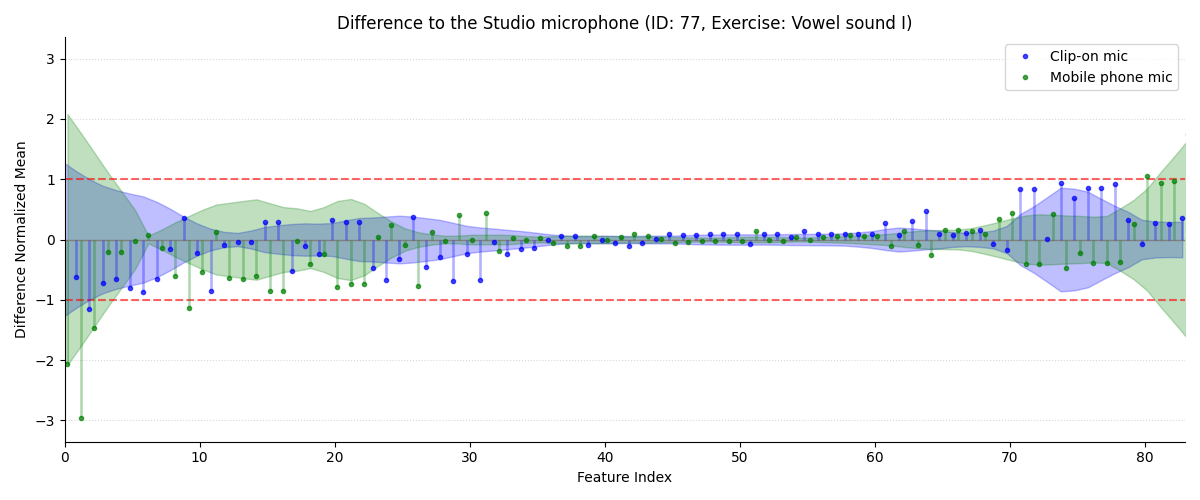 Difference to the Studio microphone (ID: 77, Exercise: Vowel sound I)
Clip-on mic
Mobile phone mic
3
2
1
0
−1
−2
−3
Difference Normalized Mean
0 10 20 30 40 50 60 70 80
Feature Index